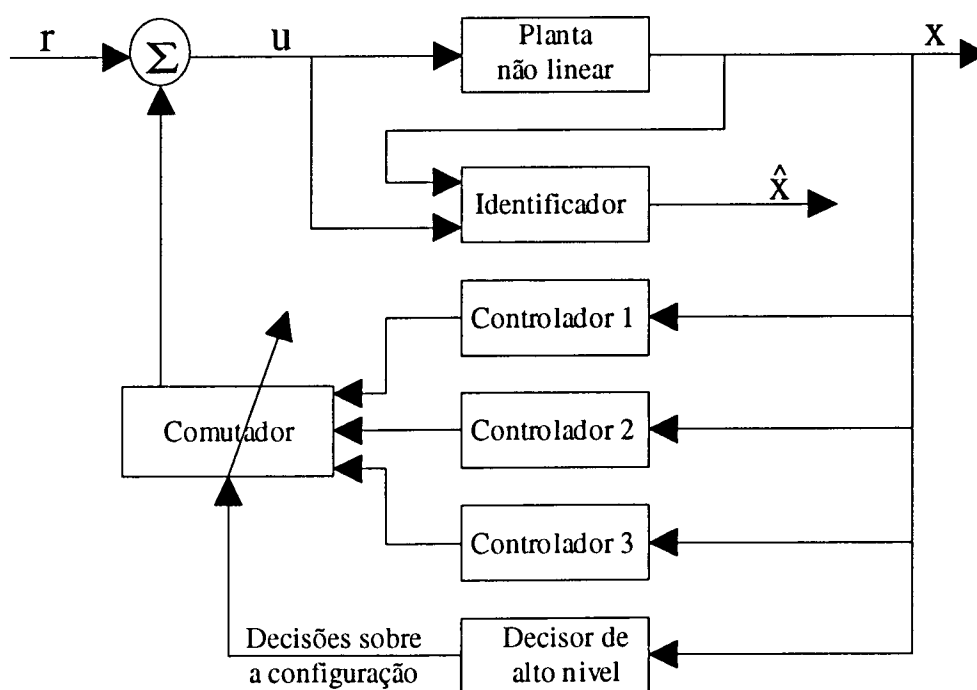 r
Σ
u
Planta
não linear
x
Identificador
x̂
Controlador 1
Comutador
Controlador 2
Controlador 3
Decisões sobre
a configuração
Decisor de
alto nivel